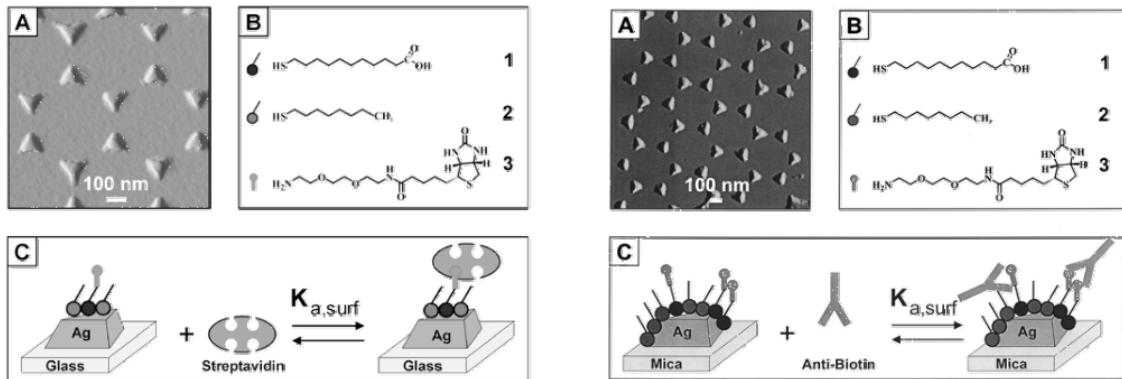 A
100 nm
B
HS
C
O
OH
1
HS
CH₃
2
O
HN
NH
H
H
S
H₂N
O
O
H
N
O
3
C
Ag
Glass
+
Streptavidin
Ka,surf
Ag
Glass
A
100 nm
B
HS
C
O
OH
1
HS
2
O
HN
NH
H
H
S
H₂N
O
O
H
N
O
3
C
Ag
Mica
+
Anti-Biotin
Ka,surf
Ag
Mica